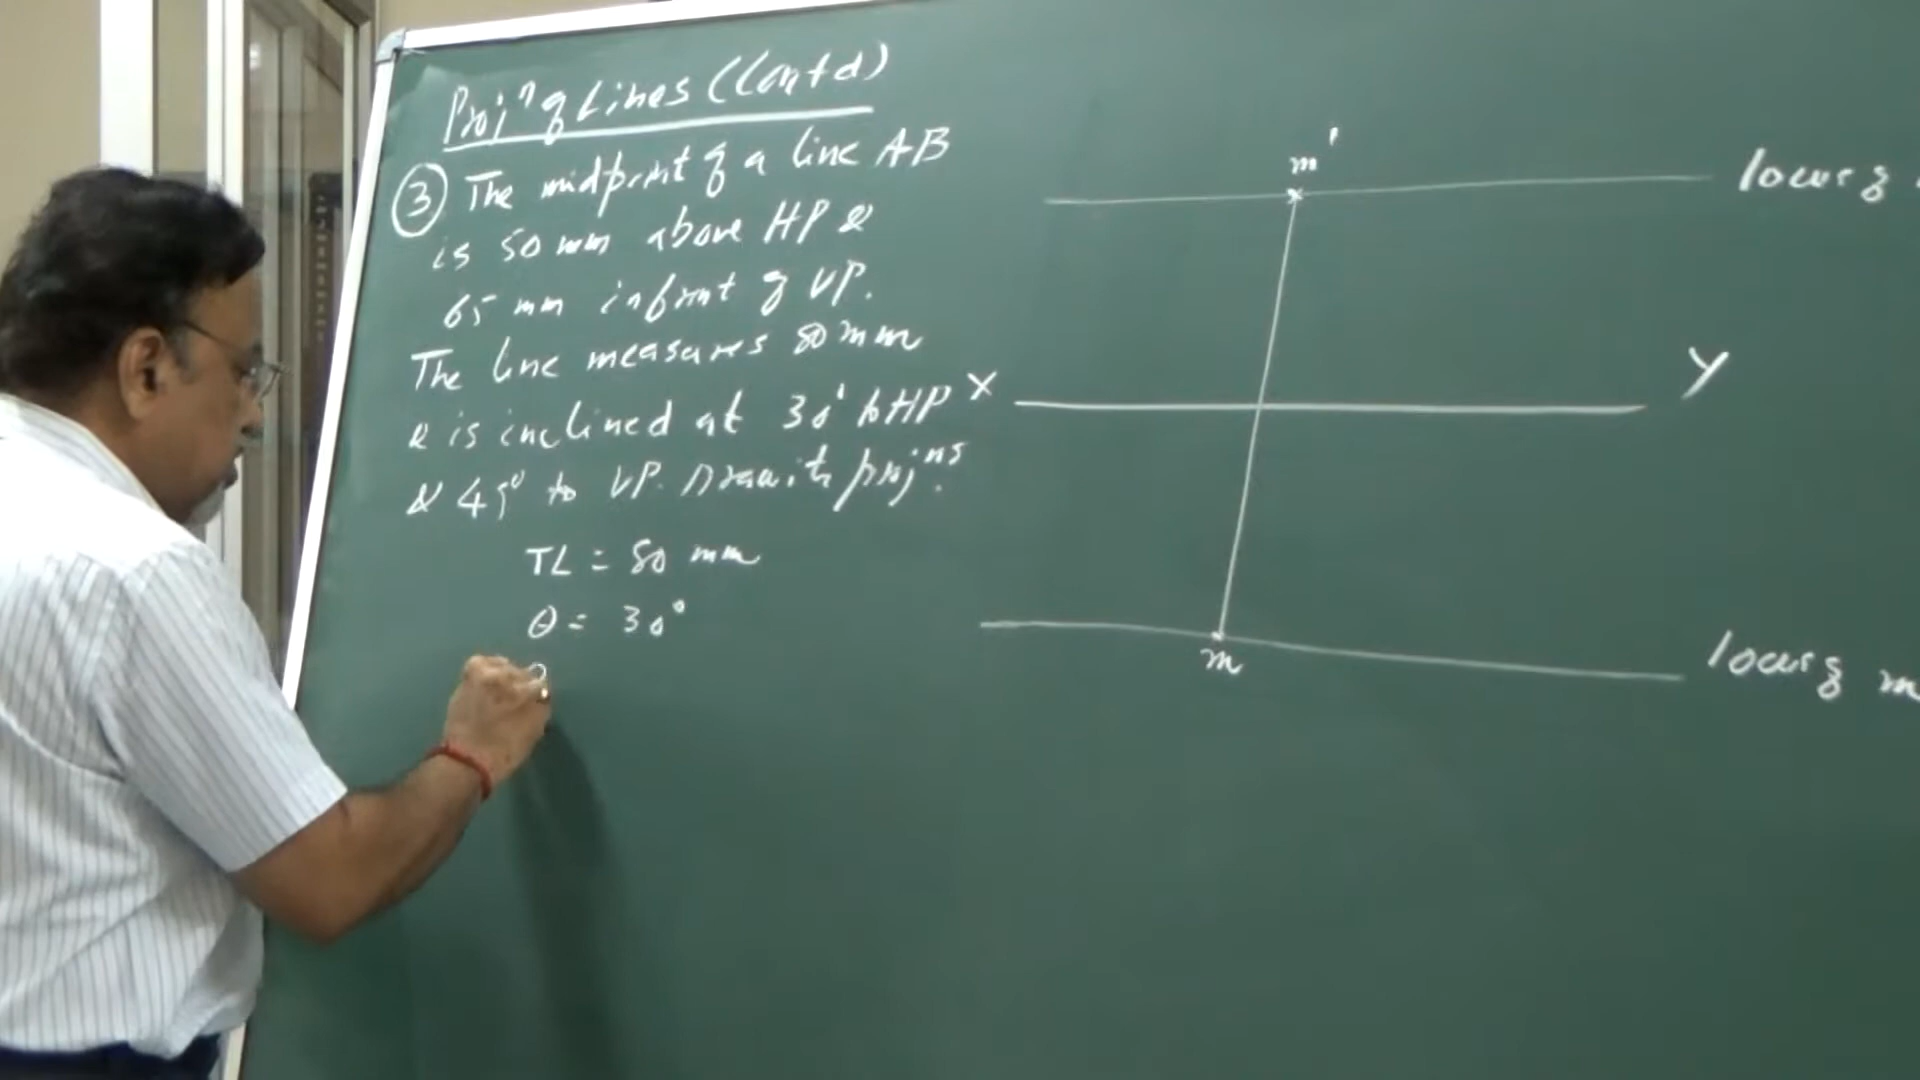 Projⁿ of Lines (Contd)
③ The midpoint of a line AB
is 50 mm above HP &
65 mm infront of VP.
The line measures 80 mm
& is inclined at 30° to HP
& 45° to VP. Draw its projⁿˢ.
TL = 80 mm
θ = 30°
m'
locus of
X
Y
m
locus of m